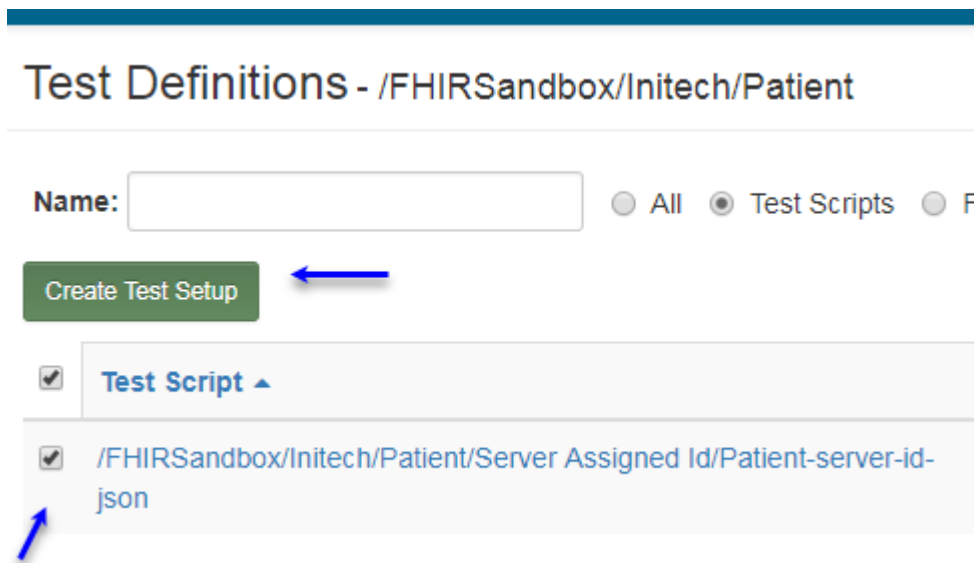 Test Definitions - /FHIRSandbox/Initech/Patient
Name: All Test Scripts
Create Test Setup
Test Script
/FHIRSandbox/Initech/Patient/Server Assigned Id/Patient-server-id-
json